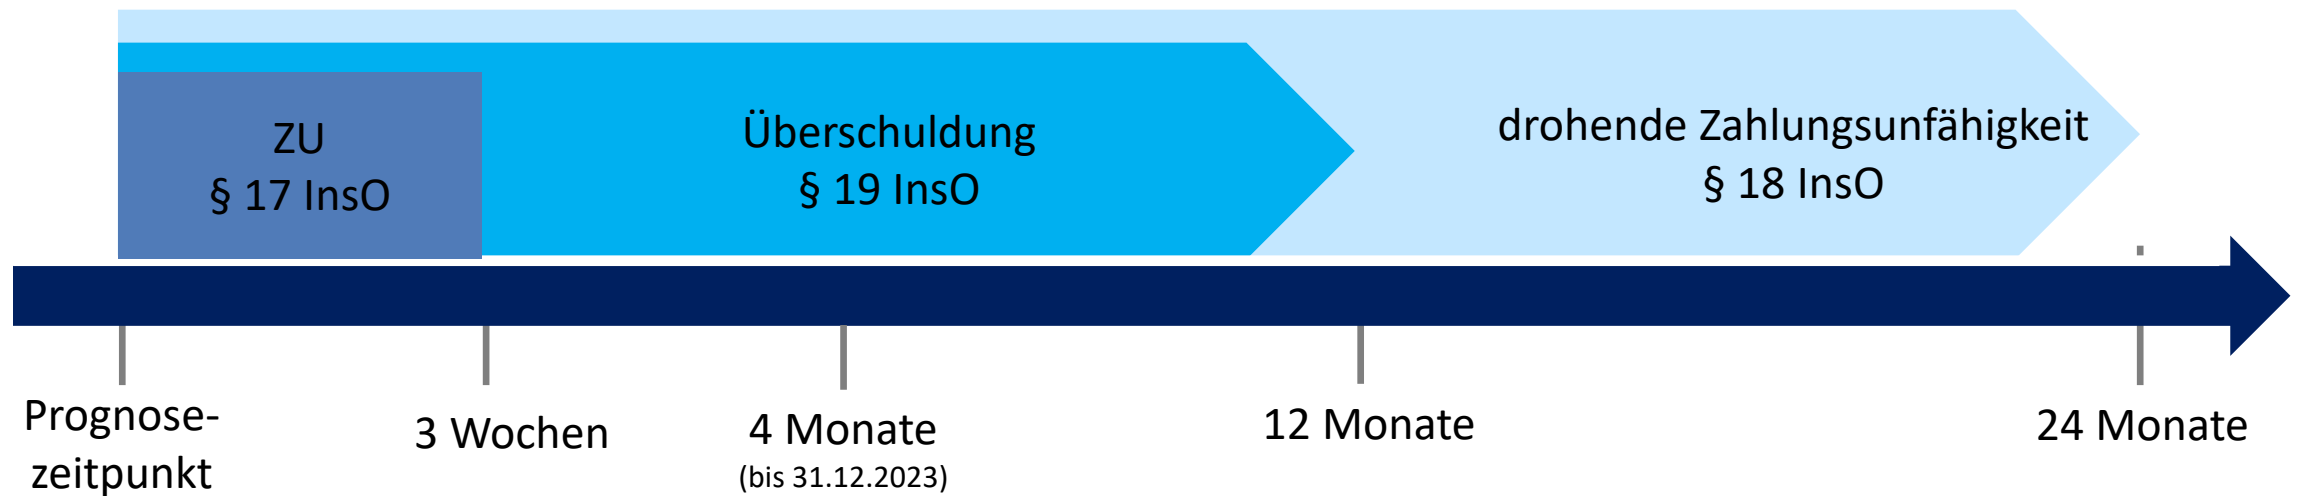 ZU
§ 17 InsO
Überschuldung
§ 19 InsO
drohende Zahlungsunfähigkeit
§ 18 InsO
Prognose-
zeitpunkt
3 Wochen
4 Monate
(bis 31.12.2023)
12 Monate
24 Monate